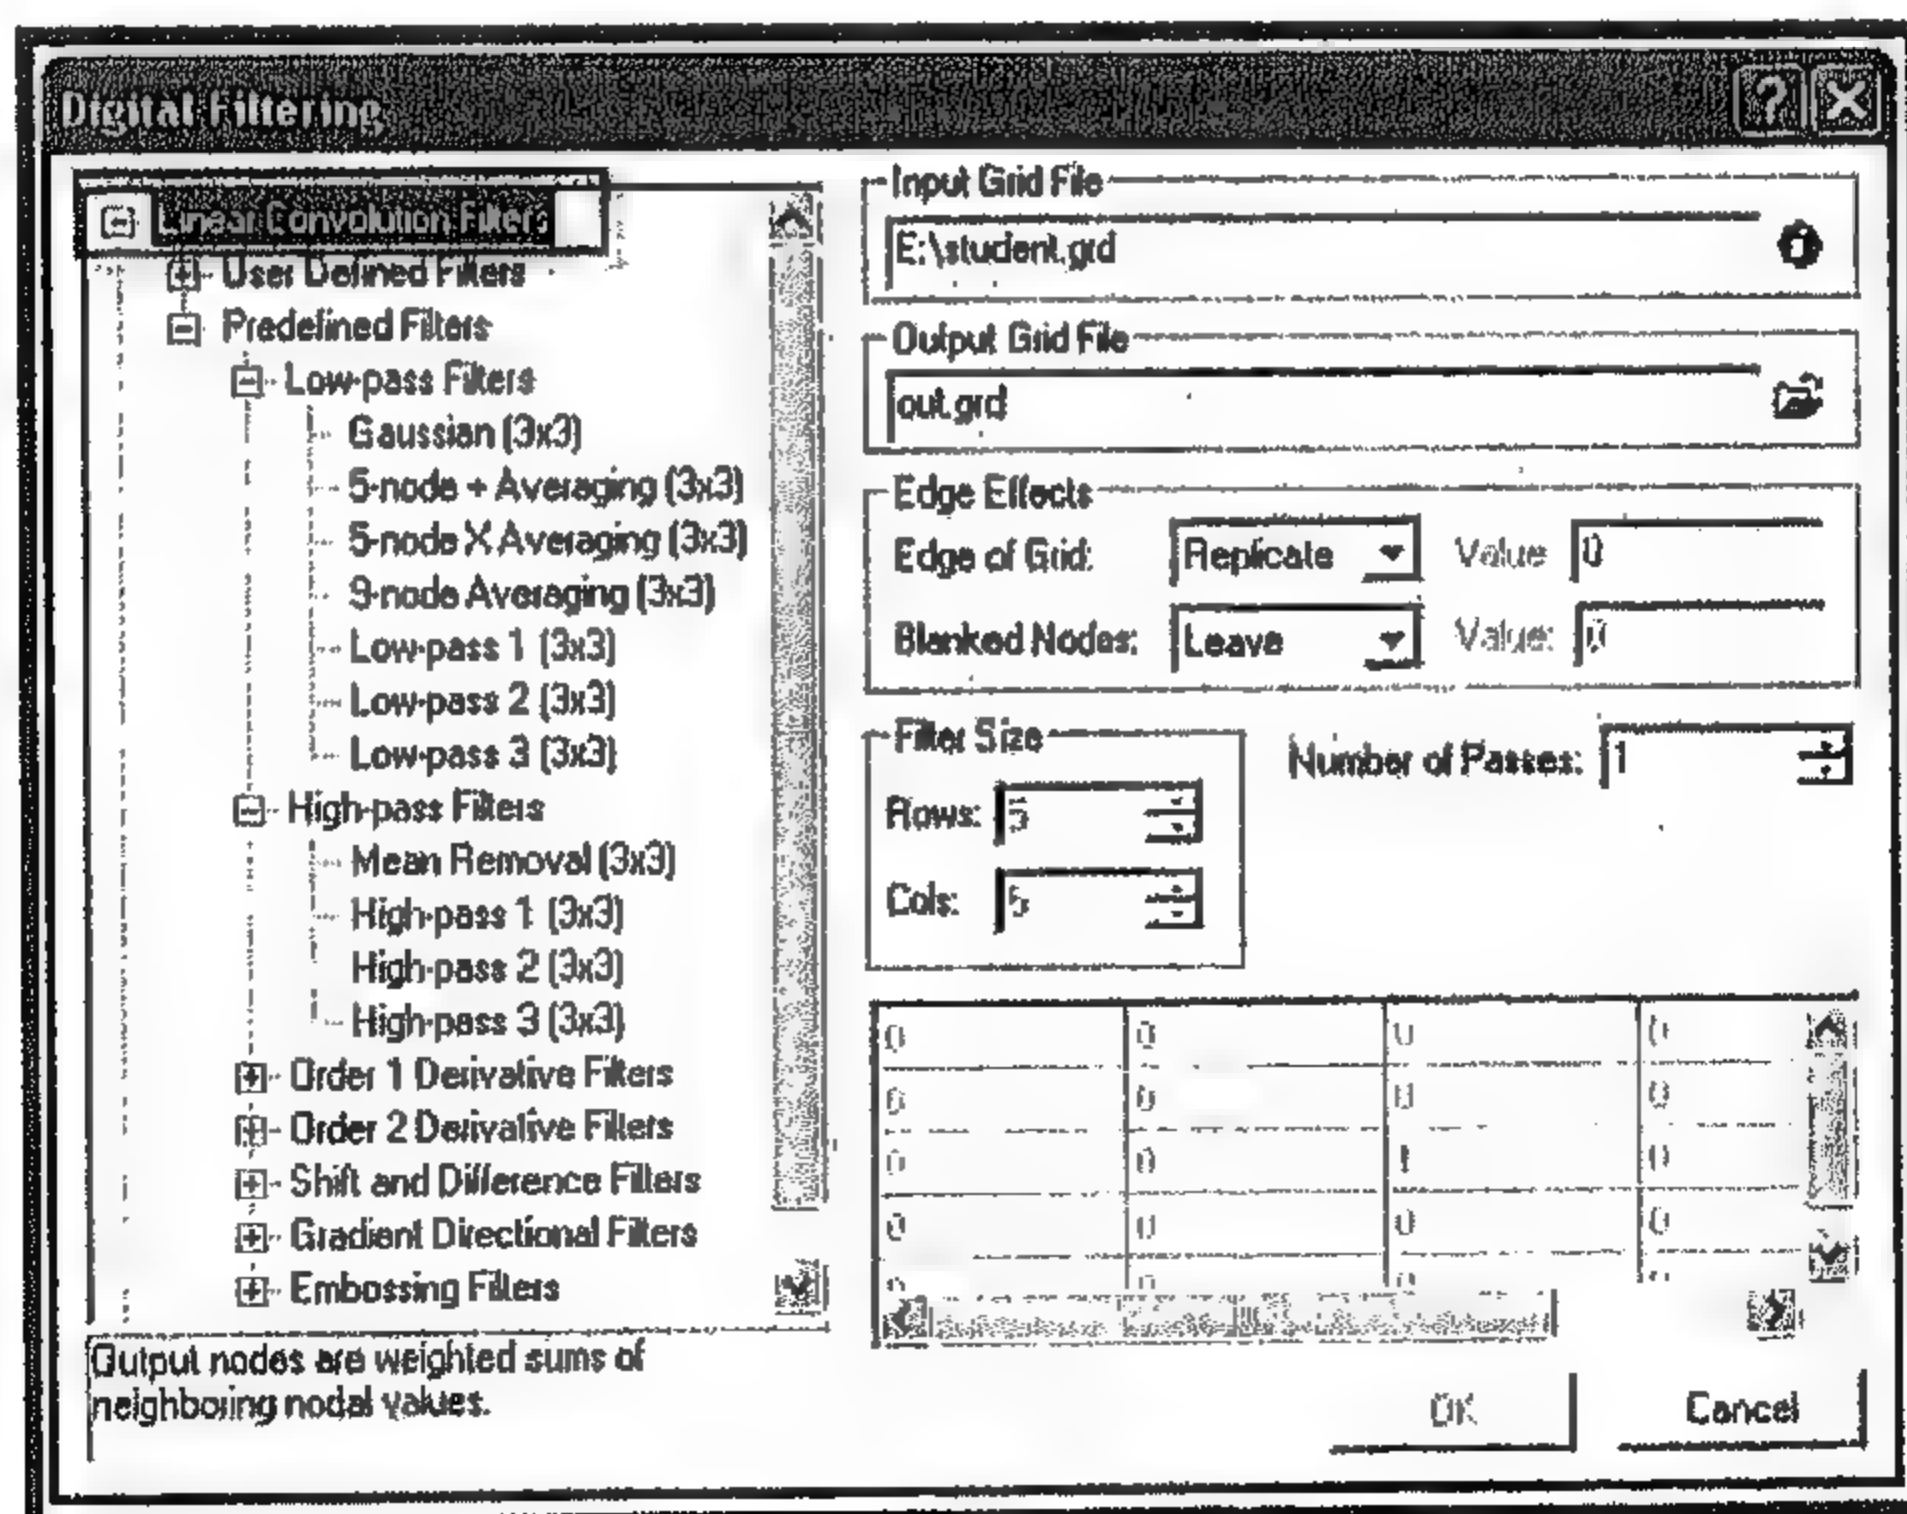 Digital Filtering
Linear Convolution Filters
User Defined Filters
Predefined Filters
Low-pass Filters
Gaussian (3x3)
5-node + Averaging (3x3)
5-node X Averaging (3x3)
9-node Averaging (3x3)
Low-pass 1 (3x3)
Low-pass 2 (3x3)
Low-pass 3 (3x3)
High-pass Filters
Mean Removal (3x3)
High-pass 1 (3x3)
High-pass 2 (3x3)
High-pass 3 (3x3)
Order 1 Derivative Filters
Order 2 Derivative Filters
Shift and Difference Filters
Gradient Directional Filters
Embossing Filters
Output nodes are weighted sums of
neighboring nodal values.
Input Grid File
E:\student.grd
Output Grid File
out.grd
Edge Effects
Edge of Grid: Replicate Value 0
Blanked Nodes: Leave Value: 0
Filter Size
Rows: 5
Cols: 5
Number of Passes: 1
0 0 0 0
0 0 0 0
0 0 0
0 0 0 0
0 0 0 0
OK Cancel